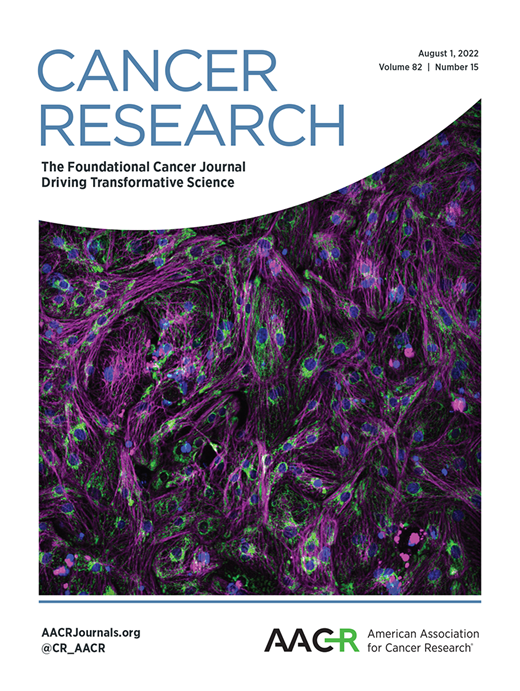 August 1, 2022
Volume 82 | Number 15
CANCER
RESEARCH
The Foundational Cancer Journal
Driving Transformative Science
AACRJournals.org
@CR_AACR
AACR
American Association
for Cancer Research®